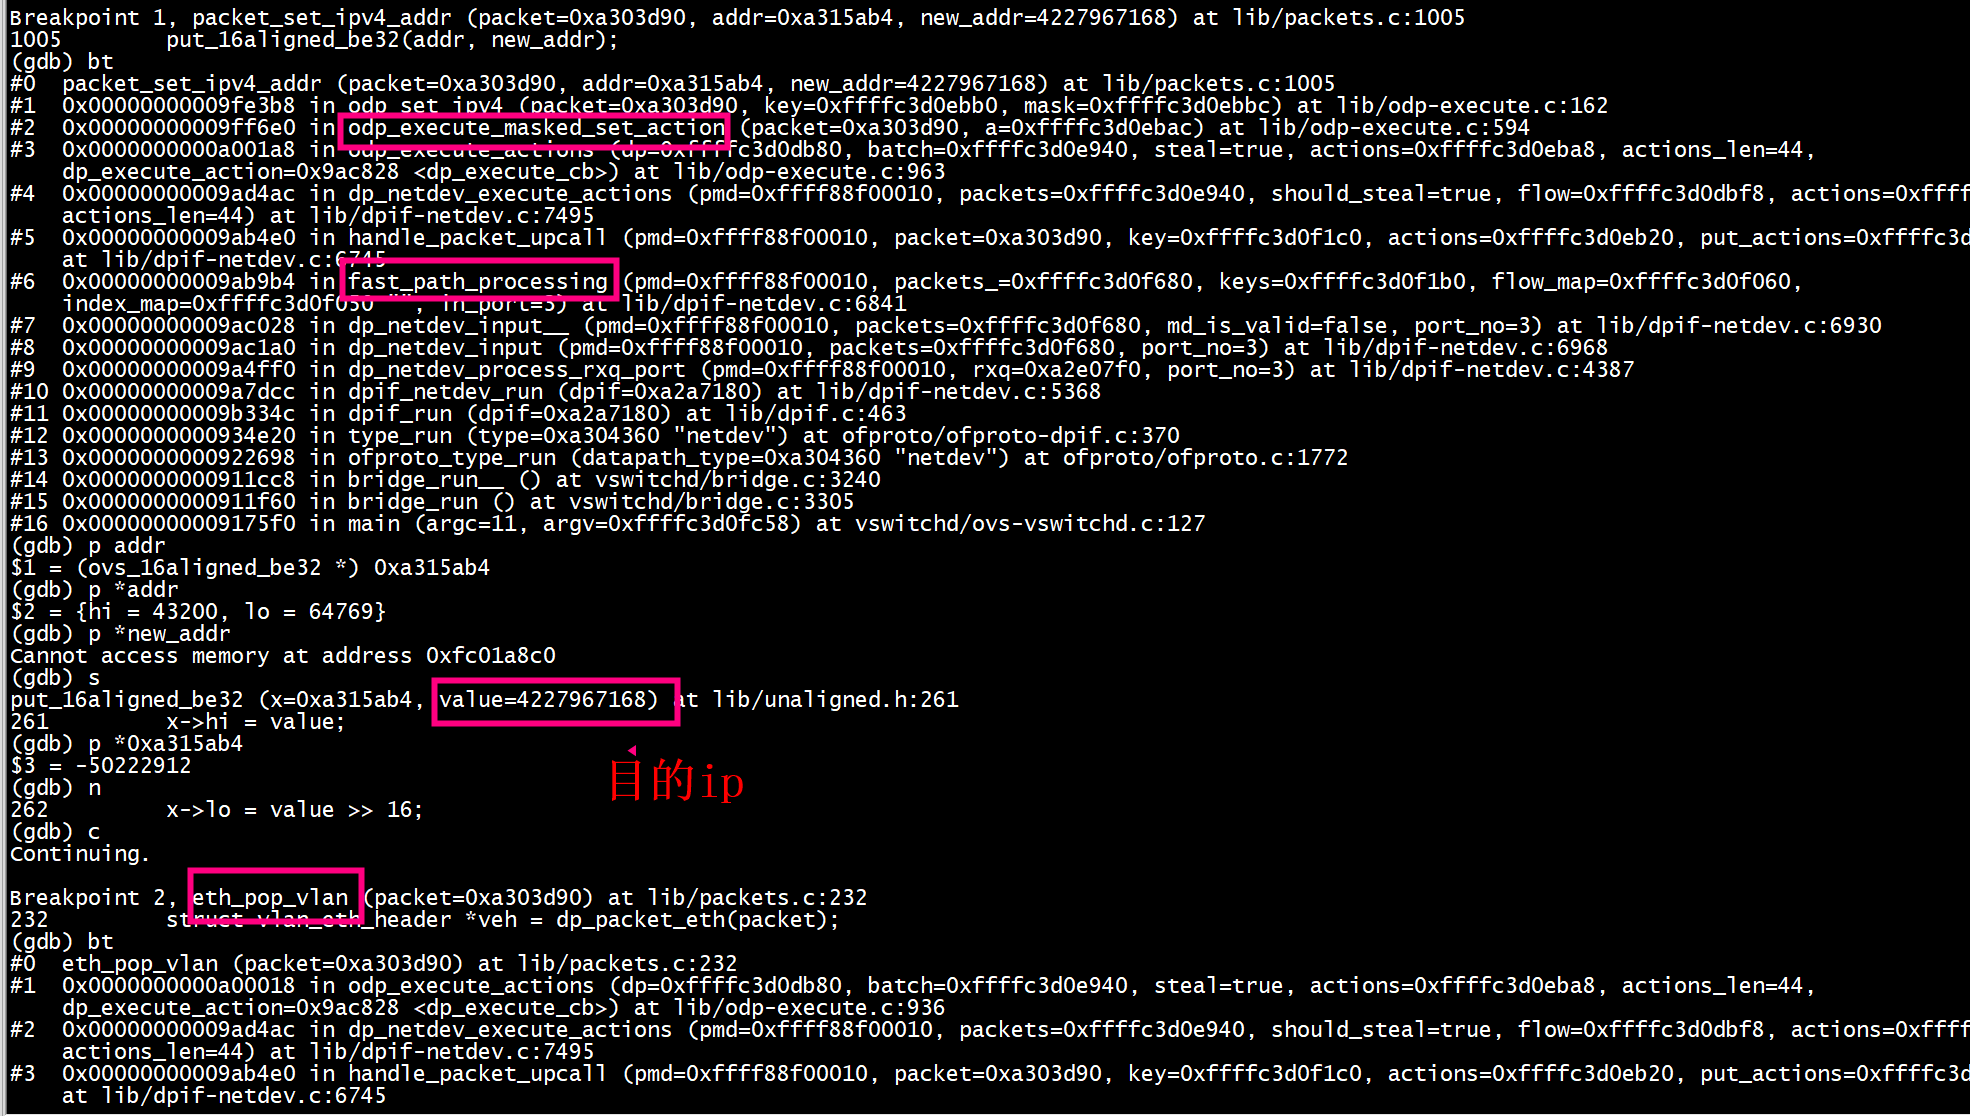 Breakpoint 1, packet_set_ipv4_addr (packet=0xa303d90, addr=0xa315ab4, new_addr=4227967168) at lib/packets.c:1005
1005        put_16aligned_be32(addr, new_addr);
(gdb) bt
#0  packet_set_ipv4_addr (packet=0xa303d90, addr=0xa315ab4, new_addr=4227967168) at lib/packets.c:1005
#1  0x00000000009fe3b8 in odp_set_ipv4 (packet=0xa303d90, key=0xffffc3d0ebb0, mask=0xffffc3d0ebbc) at lib/odp-execute.c:162
#2  0x00000000009ff6e0 in odp_execute_masked_set_action (packet=0xa303d90, a=0xffffc3d0ebac) at lib/odp-execute.c:594
#3  0x0000000000a001a8 in odp_execute_actions (dp=0xffffc3d0db80, batch=0xffffc3d0e940, steal=true, actions=0xffffc3d0eba8, actions_len=44,
    dp_execute_action=0x9ac828 <dp_execute_cb>) at lib/odp-execute.c:963
#4  0x00000000009ad4ac in dp_netdev_execute_actions (pmd=0xffff88f00010, packets=0xffffc3d0e940, should_steal=true, flow=0xffffc3d0dbf8, actions=0xffff
    actions_len=44) at lib/dpif-netdev.c:7495
#5  0x00000000009ab4e0 in handle_packet_upcall (pmd=0xffff88f00010, packet=0xa303d90, key=0xffffc3d0f1c0, actions=0xffffc3d0eb20, put_actions=0xffffc3d
    at lib/dpif-netdev.c:6745
#6  0x00000000009ab9b4 in fast_path_processing (pmd=0xffff88f00010, packets_=0xffffc3d0f680, keys=0xffffc3d0f1b0, flow_map=0xffffc3d0f060,
    index_map=0xffffc3d0f050 "", in_port=3) at lib/dpif-netdev.c:6841
#7  0x00000000009ac028 in dp_netdev_input__ (pmd=0xffff88f00010, packets=0xffffc3d0f680, md_is_valid=false, port_no=3) at lib/dpif-netdev.c:6930
#8  0x00000000009ac1a0 in dp_netdev_input (pmd=0xffff88f00010, packets=0xffffc3d0f680, port_no=3) at lib/dpif-netdev.c:6968
#9  0x00000000009a4ff0 in dp_netdev_process_rxq_port (pmd=0xffff88f00010, rxq=0xa2e07f0, port_no=3) at lib/dpif-netdev.c:4387
#10 0x00000000009a7dcc in dpif_netdev_run (dpif=0xa2a7180) at lib/dpif-netdev.c:5368
#11 0x00000000009b334c in dpif_run (dpif=0xa2a7180) at lib/dpif.c:463
#12 0x0000000000934e20 in type_run (type=0xa304360 "netdev") at ofproto/ofproto-dpif.c:370
#13 0x0000000000922698 in ofproto_type_run (datapath_type=0xa304360 "netdev") at ofproto/ofproto.c:1772
#14 0x0000000000911cc8 in bridge_run__ () at vswitchd/bridge.c:3240
#15 0x0000000000911f60 in bridge_run () at vswitchd/bridge.c:3305
#16 0x00000000009175f0 in main (argc=11, argv=0xffffc3d0fc58) at vswitchd/ovs-vswitchd.c:127
(gdb) p addr
$1 = (ovs_16aligned_be32 *) 0xa315ab4
(gdb) p *addr
$2 = {hi = 43200, lo = 64769}
(gdb) p *new_addr
Cannot access memory at address 0xfc01a8c0
(gdb) s
put_16aligned_be32 (x=0xa315ab4, value=4227967168) at lib/unaligned.h:261
261         x->hi = value;
(gdb) p *0xa315ab4
$3 = -50222912
目的ip
(gdb) n
262         x->lo = value >> 16;
(gdb) c
Continuing.
Breakpoint 2, eth_pop_vlan (packet=0xa303d90) at lib/packets.c:232
232         struct vlan_eth_header *veh = dp_packet_eth(packet);
(gdb) bt
#0  eth_pop_vlan (packet=0xa303d90) at lib/packets.c:232
#1  0x0000000000a00018 in odp_execute_actions (dp=0xffffc3d0db80, batch=0xffffc3d0e940, steal=true, actions=0xffffc3d0eba8, actions_len=44,
    dp_execute_action=0x9ac828 <dp_execute_cb>) at lib/odp-execute.c:936
#2  0x00000000009ad4ac in dp_netdev_execute_actions (pmd=0xffff88f00010, packets=0xffffc3d0e940, should_steal=true, flow=0xffffc3d0dbf8, actions=0xffff
    actions_len=44) at lib/dpif-netdev.c:7495
#3  0x00000000009ab4e0 in handle_packet_upcall (pmd=0xffff88f00010, packet=0xa303d90, key=0xffffc3d0f1c0, actions=0xffffc3d0eb20, put_actions=0xffffc3d
    at lib/dpif-netdev.c:6745